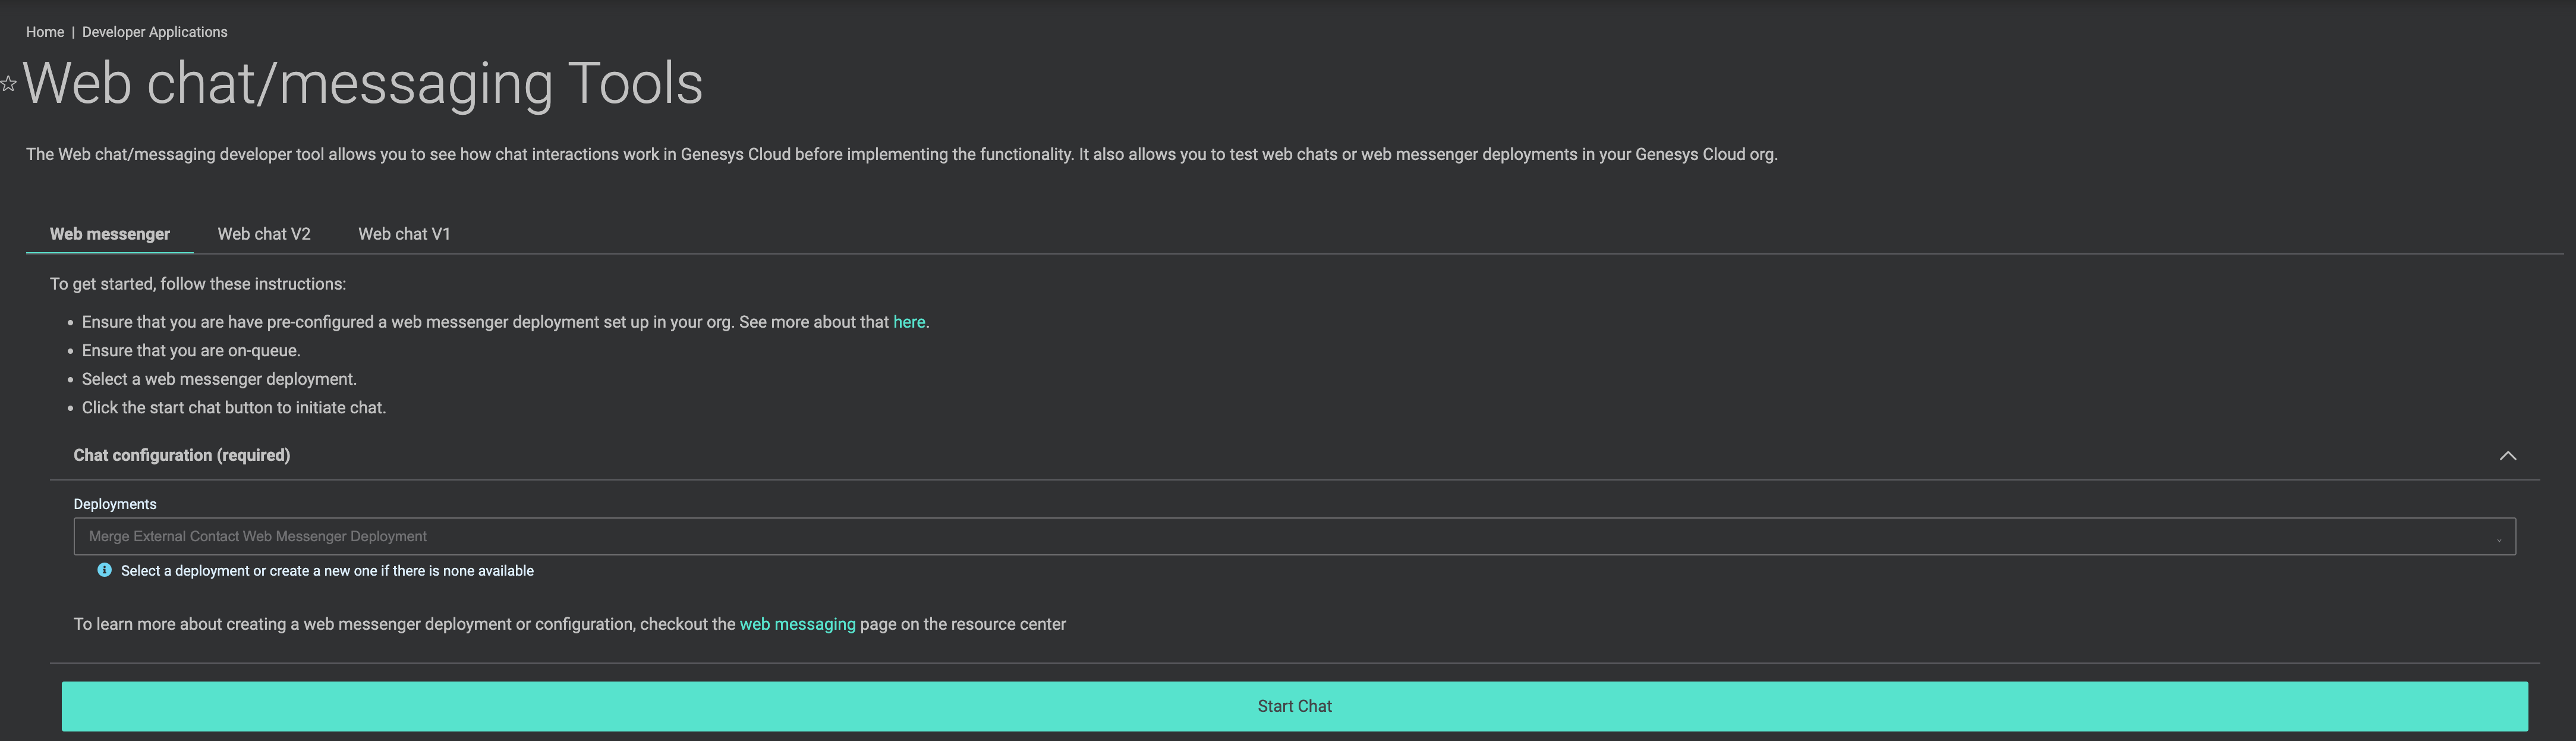 Home | Developer Applications
Web chat/messaging Tools
The Web chat/messaging developer tool allows you to see how chat interactions work in Genesys Cloud before implementing the functionality. It also allows you to test web chats or web messenger deployments in your Genesys Cloud org.
Web messenger Web chat V2 Web chat V1
To get started, follow these instructions:
• Ensure that you are have pre-configured a web messenger deployment set up in your org. See more about that here.
• Ensure that you are on-queue.
• Select a web messenger deployment.
• Click the start chat button to initiate chat.
Chat configuration (required)
Deployments
Merge External Contact Web Messenger Deployment
Select a deployment or create a new one if there is none available
To learn more about creating a web messenger deployment or configuration, checkout the web messaging page on the resource center
Start Chat